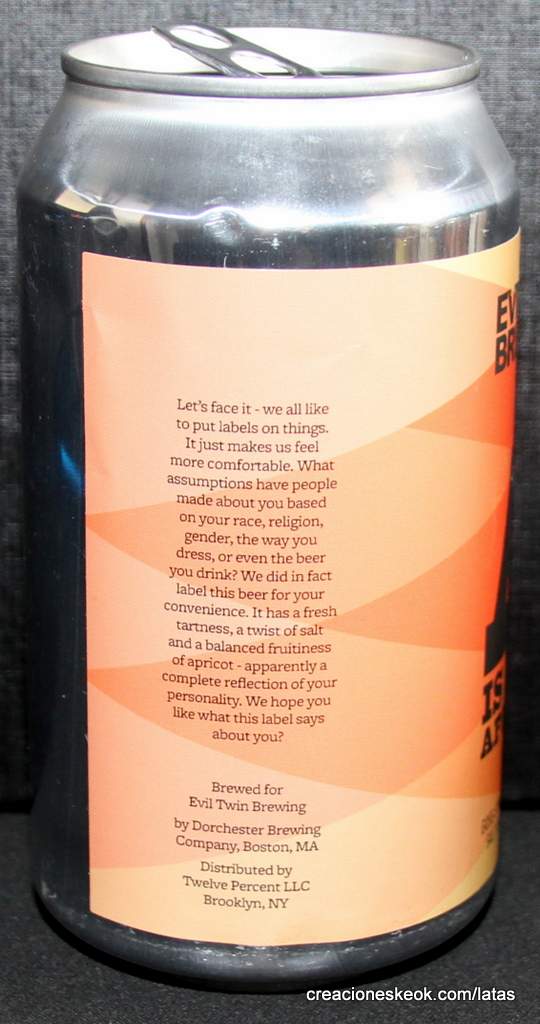 Let's face it - we all like
to put labels on things.
It just makes us feel
more comfortable. What
assumptions have people
made about you based
on your race, religion,
gender, the way you
dress, or even the beer
you drink? We did in fact
label this beer for your
convenience. It has a fresh
tartness, a twist of salt
and a balanced fruitiness
of apricot - apparently a
complete reflection of your
personality. We hope you
like what this label says
about you?
Brewed for
Evil Twin Brewing
by Dorchester Brewing
Company, Boston, MA
Distributed by
Twelve Percent LLC
Brooklyn, NY
IS
creacioneskeok.com/latas